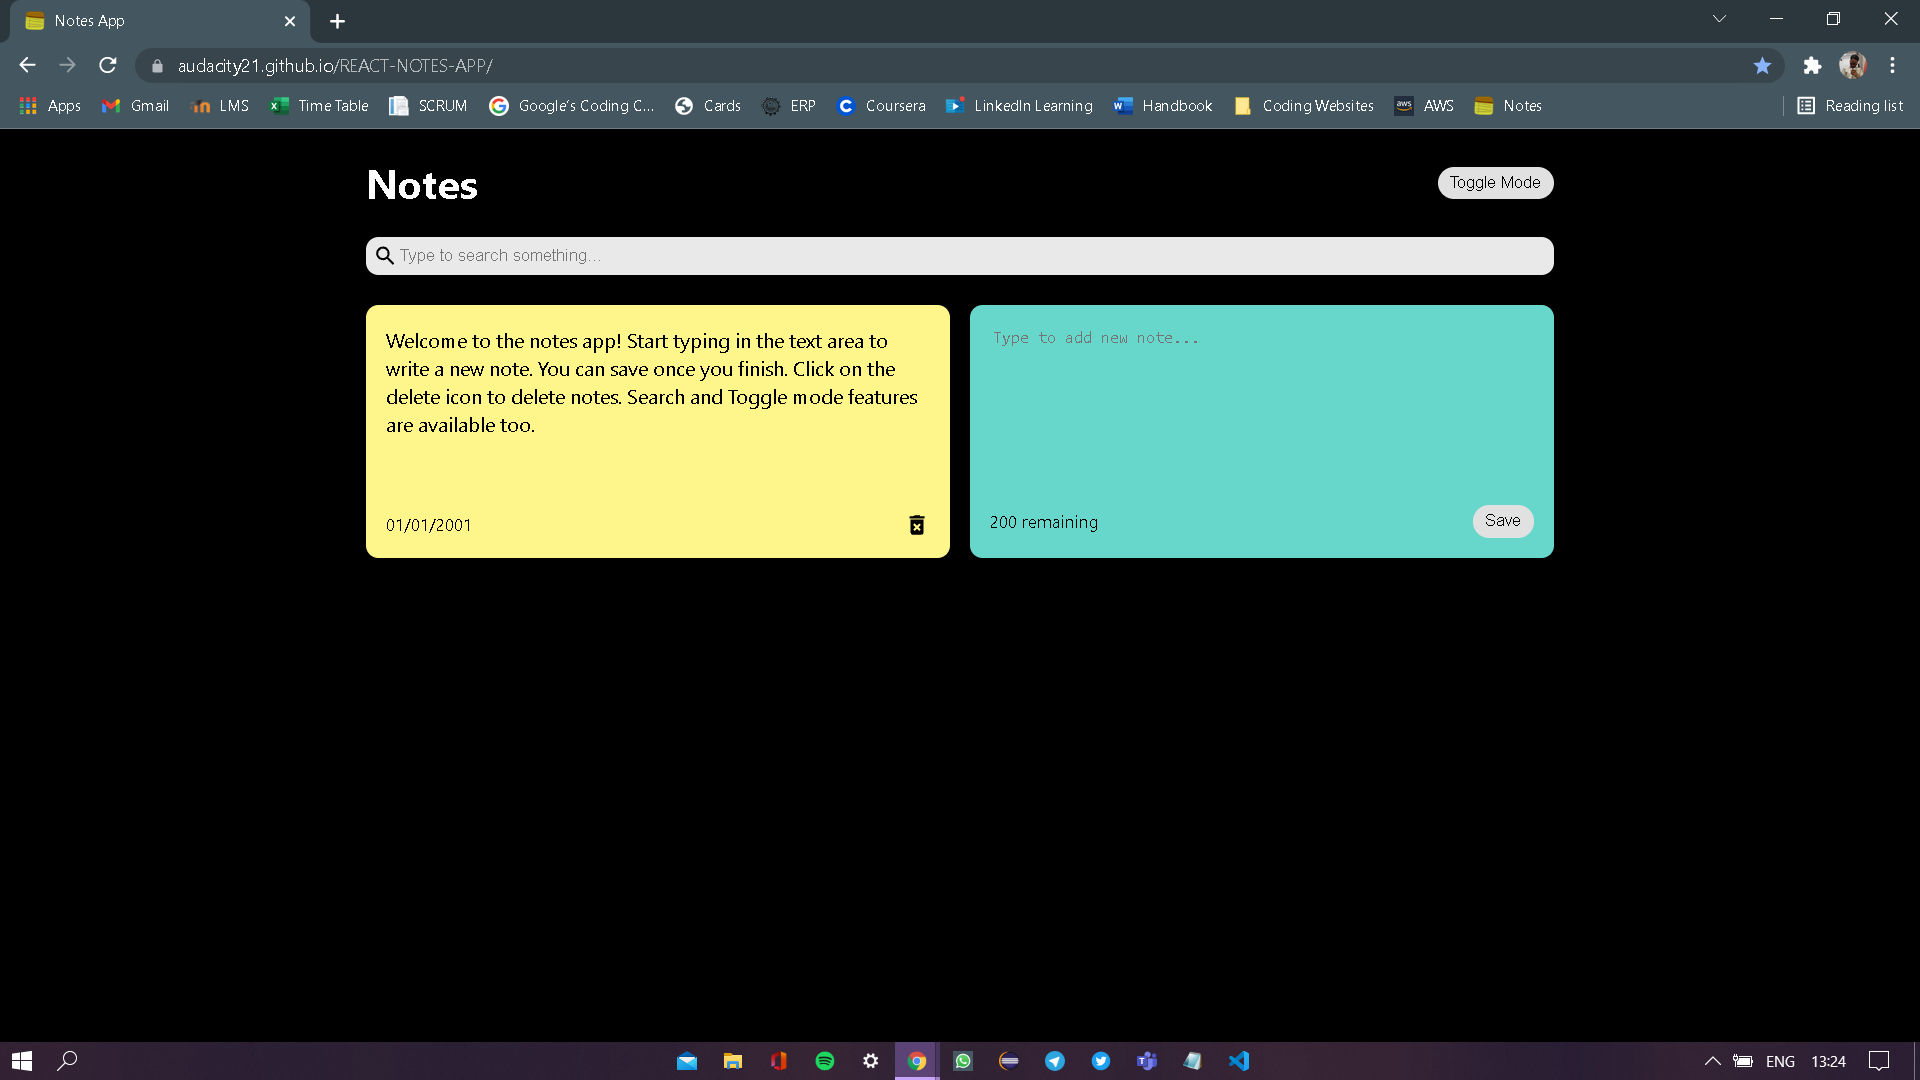 Notes App
audacity21.github.io/REACT-NOTES-APP/
Apps Gmail LMS Time Table SCRUM Google's Coding C... Cards ERP Coursera LinkedIn Learning Handbook Coding Websites AWS Notes Reading list
Notes
Toggle Mode
Type to search something...
Welcome to the notes app! Start typing in the text area to
write a new note. You can save once you finish. Click on the
delete icon to delete notes. Search and Toggle mode features
are available too.
01/01/2001
Type to add new note...
200 remaining
Save
ENG 13:24